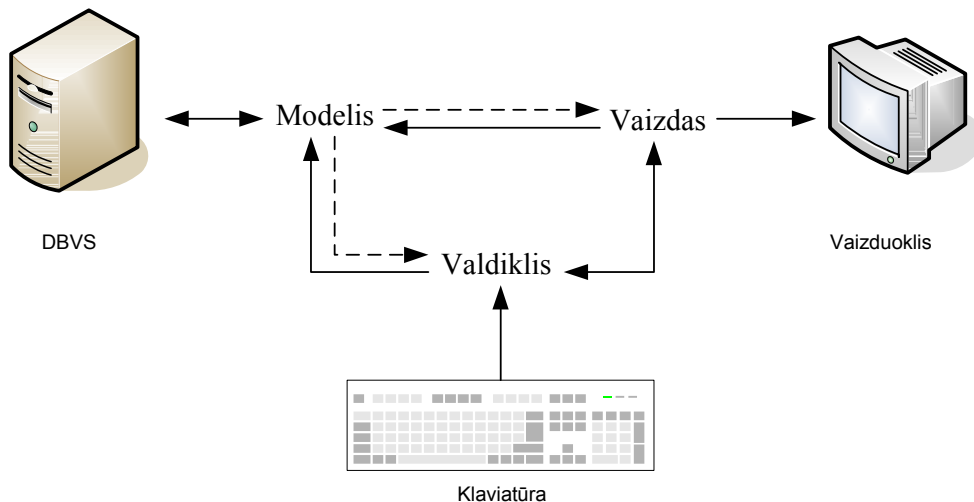 Modelis
Vaizdas
DBVS
Vaizduoklis
Valdiklis
Klaviatūra